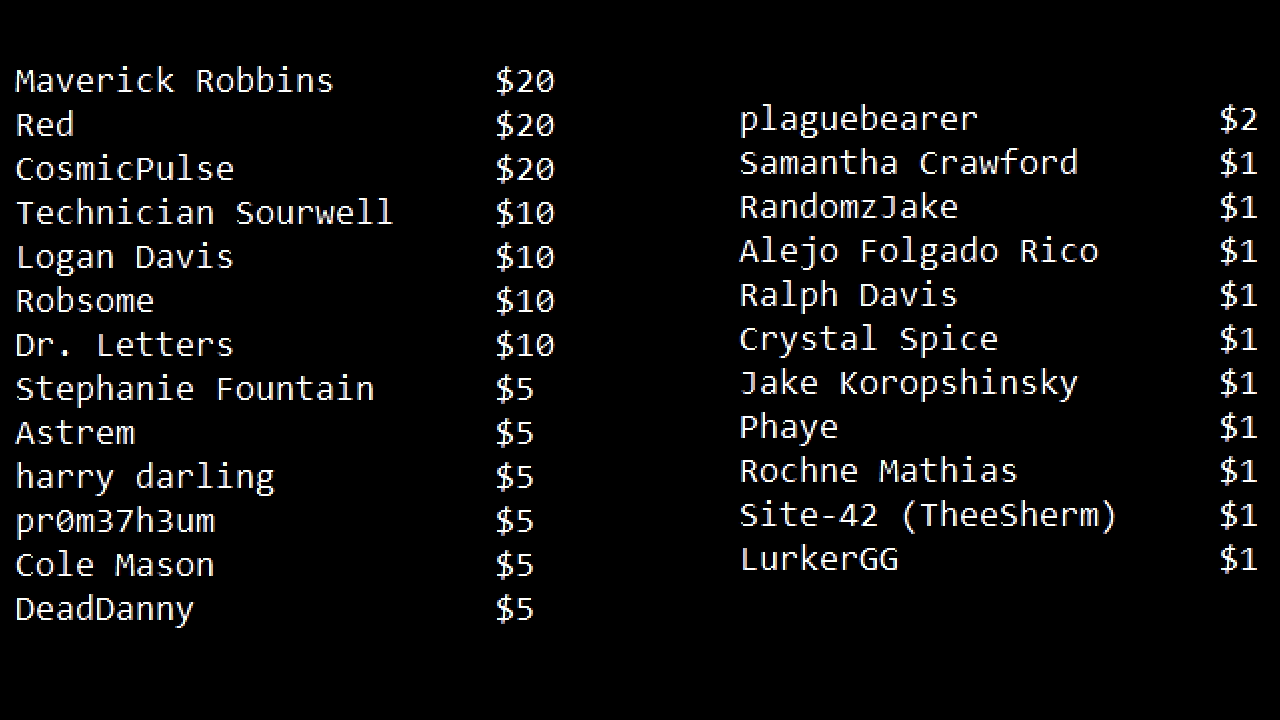 Maverick Robbins $20
Red $20
CosmicPulse $20
Technician Sourwell $10
Logan Davis $10
Robsome $10
Dr. Letters $10
Stephanie Fountain $5
Astrem $5
harry darling $5
pr0m37h3um $5
Cole Mason $5
DeadDanny $5
plaguebearer $2
Samantha Crawford $1
RandomzJake $1
Alejo Folgado Rico $1
Ralph Davis $1
Crystal Spice $1
Jake Koropshinsky $1
Phaye $1
Rochne Mathias $1
Site-42 (TheeSherm) $1
LurkerGG $1